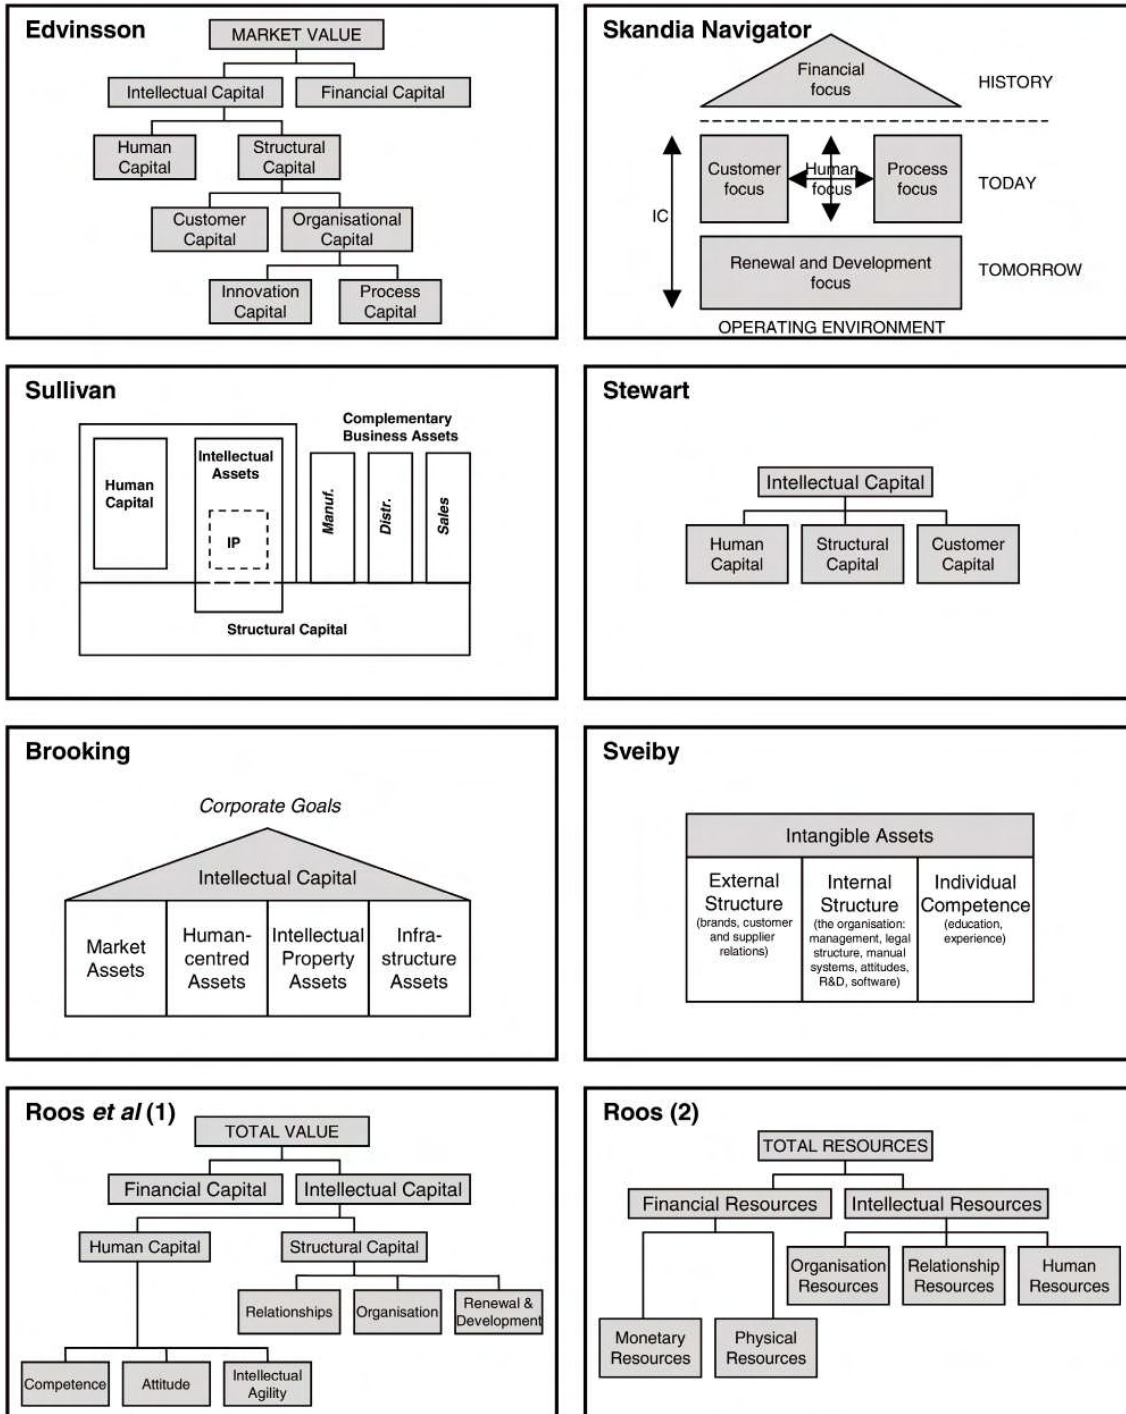 Edvinsson
MARKET VALUE
Intellectual Capital
Financial Capital
Human
Capital
Structural
Capital
Customer
Capital
Organisational
Capital
Innovation
Capital
Process
Capital
Skandia Navigator
Financial
focus
HISTORY
Customer
focus
Human
focus
Process
focus
TODAY
IC
Renewal and Development
focus
TOMORROW
OPERATING ENVIRONMENT
Sullivan
Complementary
Business Assets
Human
Capital
Intellectual
Assets
IP
Manuf.
Distr.
Sales
Structural Capital
Stewart
Intellectual Capital
Human
Capital
Structural
Capital
Customer
Capital
Brooking
Corporate Goals
Intellectual Capital
Market
Assets
Human-
centred
Assets
Intellectual
Property
Assets
Infra-
structure
Assets
Sveiby
Intangible Assets
External
Structure
(brands, customer
and supplier
relations)
Internal
Structure
(the organisation:
management, legal
structure, manual
systems, attitudes,
R&D, software)
Individual
Competence
(education,
experience)
Roos et al (1)
TOTAL VALUE
Financial Capital
Intellectual Capital
Human Capital
Structural Capital
Relationships
Organisation
Renewal &
Development
Competence
Attitude
Intellectual
Agility
Roos (2)
TOTAL RESOURCES
Financial Resources
Intellectual Resources
Organisation
Resources
Relationship
Resources
Human
Resources
Monetary
Resources
Physical
Resources